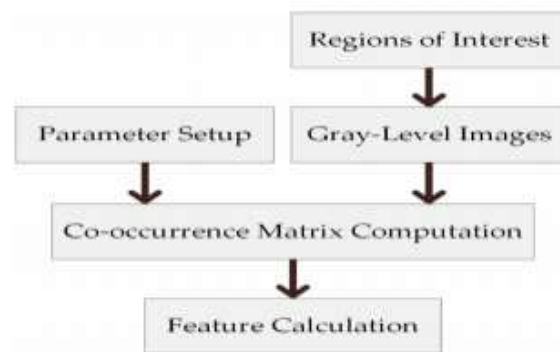 Regions of Interest
Parameter Setup
Gray-Level Images
Co-occurrence Matrix Computation
Feature Calculation